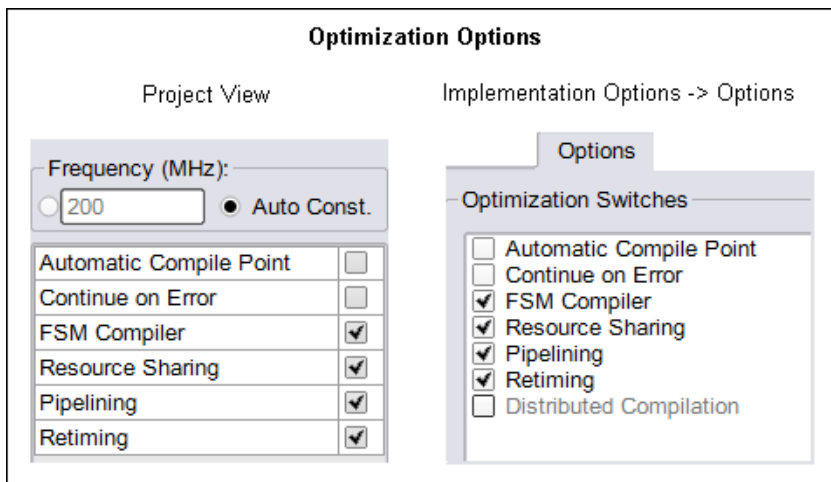 Optimization Options
Project View
Implementation Options -> Options
Frequency (MHz):
200
Auto Const.
Automatic Compile Point
Continue on Error
FSM Compiler
Resource Sharing
Pipelining
Retiming
Options
Optimization Switches
Automatic Compile Point
Continue on Error
FSM Compiler
Resource Sharing
Pipelining
Retiming
Distributed Compilation